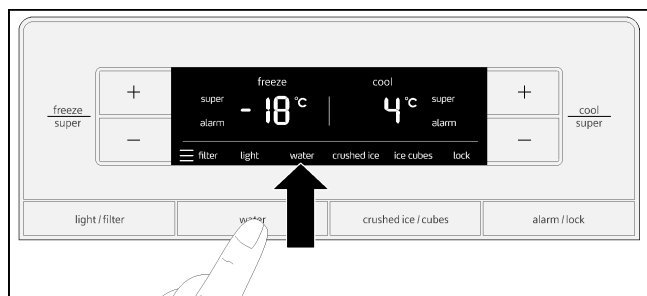 freeze
super
+
−
freeze cool
super -18 °C 4 °C super
alarm alarm
filter light water crushed ice ice cubes lock
+
−
cool
super
light / filter water crushed ice / cubes alarm / lock